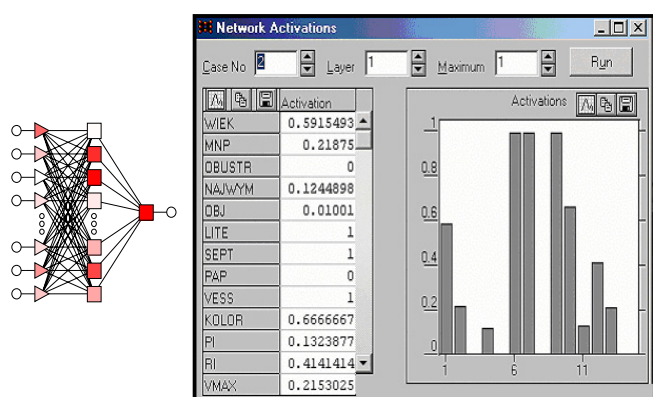 Network Activations
Case No 2 Layer 1 Maximum 1 Run
Activation
WIEK 0.5915493
MNP 0.21875
OBUSTR 0
NAJWYM 0.1244898
OBJ 0.01001
LITE 1
SEPT 1
PAP 0
VESS 1
KOLOR 0.6666667
PI 0.1323877
RI 0.4141414
VMAX 0.2153025
Activations
1
0.8
0.6
0.4
0.2
0
1 6 11